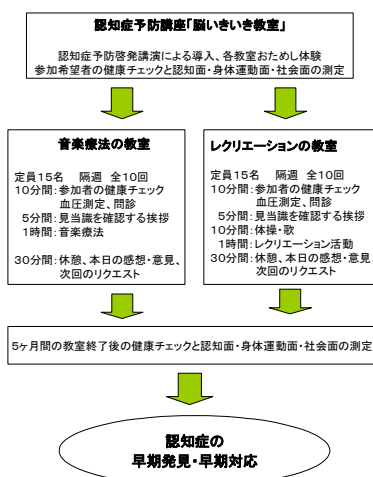 認知症予防講座「脳いきいき教室」
認知症予防啓発講演による導入、各教室おためし体験
参加希望者の健康チェックと認知面・身体運動面・社会面の測定
音楽療法の教室
定員15名　隔週　全10回
10分間：参加者の健康チェック
血圧測定、問診
5分間：見当識を確認する挨拶
1時間：音楽療法
30分間：休憩、本日の感想・意見、
次回のリクエスト
レクリエーションの教室
定員15名　隔週　全10回
10分間：参加者の健康チェック
血圧測定、問診
5分間：見当識を確認する挨拶
10分間：体操・歌
1時間：レクリエーション活動
30分間：休憩、本日の感想・意見、
次回のリクエスト
5ヶ月間の教室終了後の健康チェックと認知面・身体運動面・社会面の測定
認知症の
早期発見・早期対応